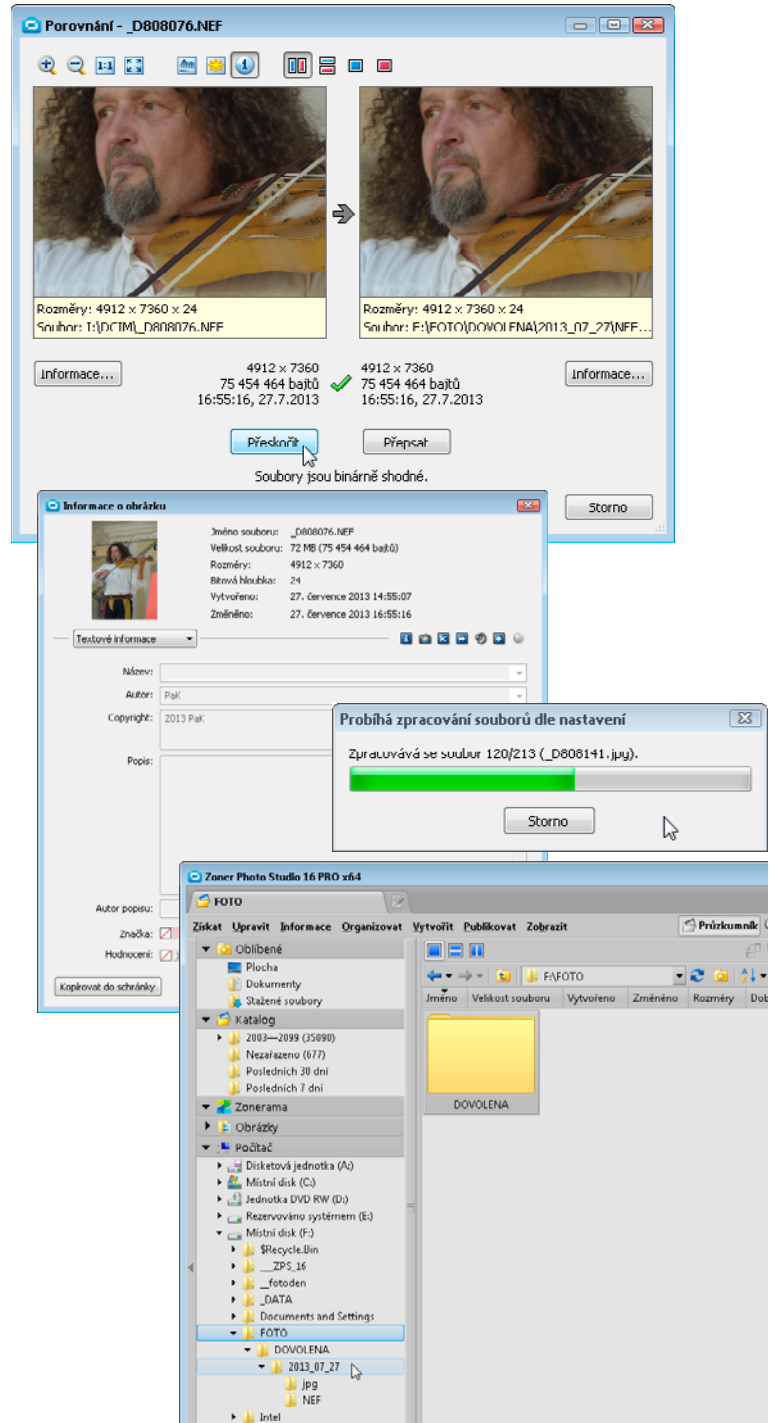 Porovnání - _D808076.NEF
1:1
Rozměry: 4912 x 7360 x 24
Soubor: I:\DCIM\_D808076.NEF
Rozměry: 4912 x 7360 x 24
Soubor: F:\FOTO\DOVOLENA\2013_07_27\NEF...
Informace...
4912 x 7360
75 454 464 bajtů
16:55:16, 27.7.2013
4912 x 7360
75 454 464 bajtů
16:55:16, 27.7.2013
Informace...
Přeskočit
Přepsat
Soubory jsou binárně shodné.
Storno
Informace o obrázku
Jméno souboru: _D808076.NEF
Velikost souboru: 72 MB (75 454 464 bajtů)
Rozměry: 4912 x 7360
Bitová hloubka: 24
Vytvořeno: 27. července 2013 14:55:07
Změněno: 27. července 2013 16:55:16
Textové informace
Název:
Autor: PaK
Copyright: 2013 PaK
Popis:
Autor popisu:
Značka:
Hodnocení:
Kopírovat do schránky
Probíhá zpracování souborů dle nastavení
Zpracovává se soubor 120/213 (_D808141.jpg).
Storno
Zoner Photo Studio 16 PRO x64
FOTO
Získat Upravit Informace Organizovat Vytvořit Publikovat Zobrazit
Průzkumník
Oblíbené
Plocha
Dokumenty
Stažené soubory
Katalog
2003—2099 (35090)
Nezařazeno (677)
Posledních 30 dní
Posledních 7 dní
Zonerama
Obrázky
Počítač
Disketová jednotka (A:)
Místní disk (C:)
Jednotka DVD RW (D:)
Rezervováno systémem (E:)
Místní disk (F:)
$Recycle.Bin
__ZPS_16
_fotoden
_DATA
Documents and Settings
FOTO
DOVOLENA
2013_07_27
jpg
NEF
Intel
F:\FOTO
Jméno Velikost souboru Vytvořeno Změněno Rozměry Dob
DOVOLENA